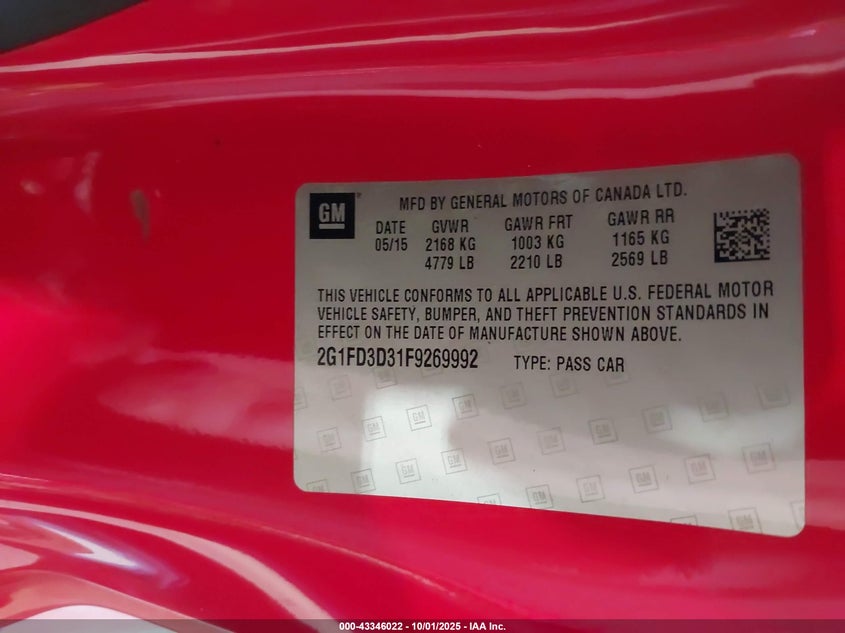 GM
MFD BY GENERAL MOTORS OF CANADA LTD.
DATE GVWR GAWR FRT GAWR RR
05/15 2168 KG 1003 KG 1165 KG
4779 LB 2210 LB 2569 LB
THIS VEHICLE CONFORMS TO ALL APPLICABLE U.S. FEDERAL MOTOR
VEHICLE SAFETY, BUMPER, AND THEFT PREVENTION STANDARDS IN
EFFECT ON THE DATE OF MANUFACTURE SHOWN ABOVE.
2G1FD3D31F9269992 TYPE: PASS CAR
000-43346022 - 10/01/2025 - IAA Inc.